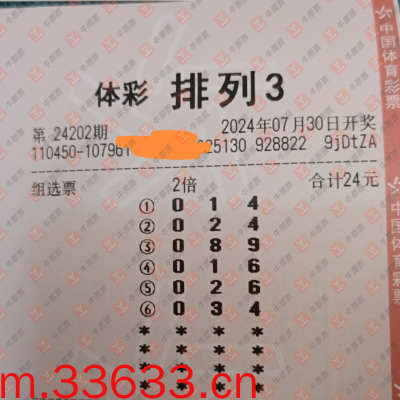 体彩 排列3
第 24202期 2024年07月30日开奖
110450-107961 225130 928822 9jDtZA
组选票 2倍 合计24元
① 0 1 4
② 0 2 4
③ 0 8 9
④ 0 1 6
⑤ 0 2 6
⑥ 0 3 4
* * *
* * *
* * *
* * *
m.33633.cn
中国体育彩票